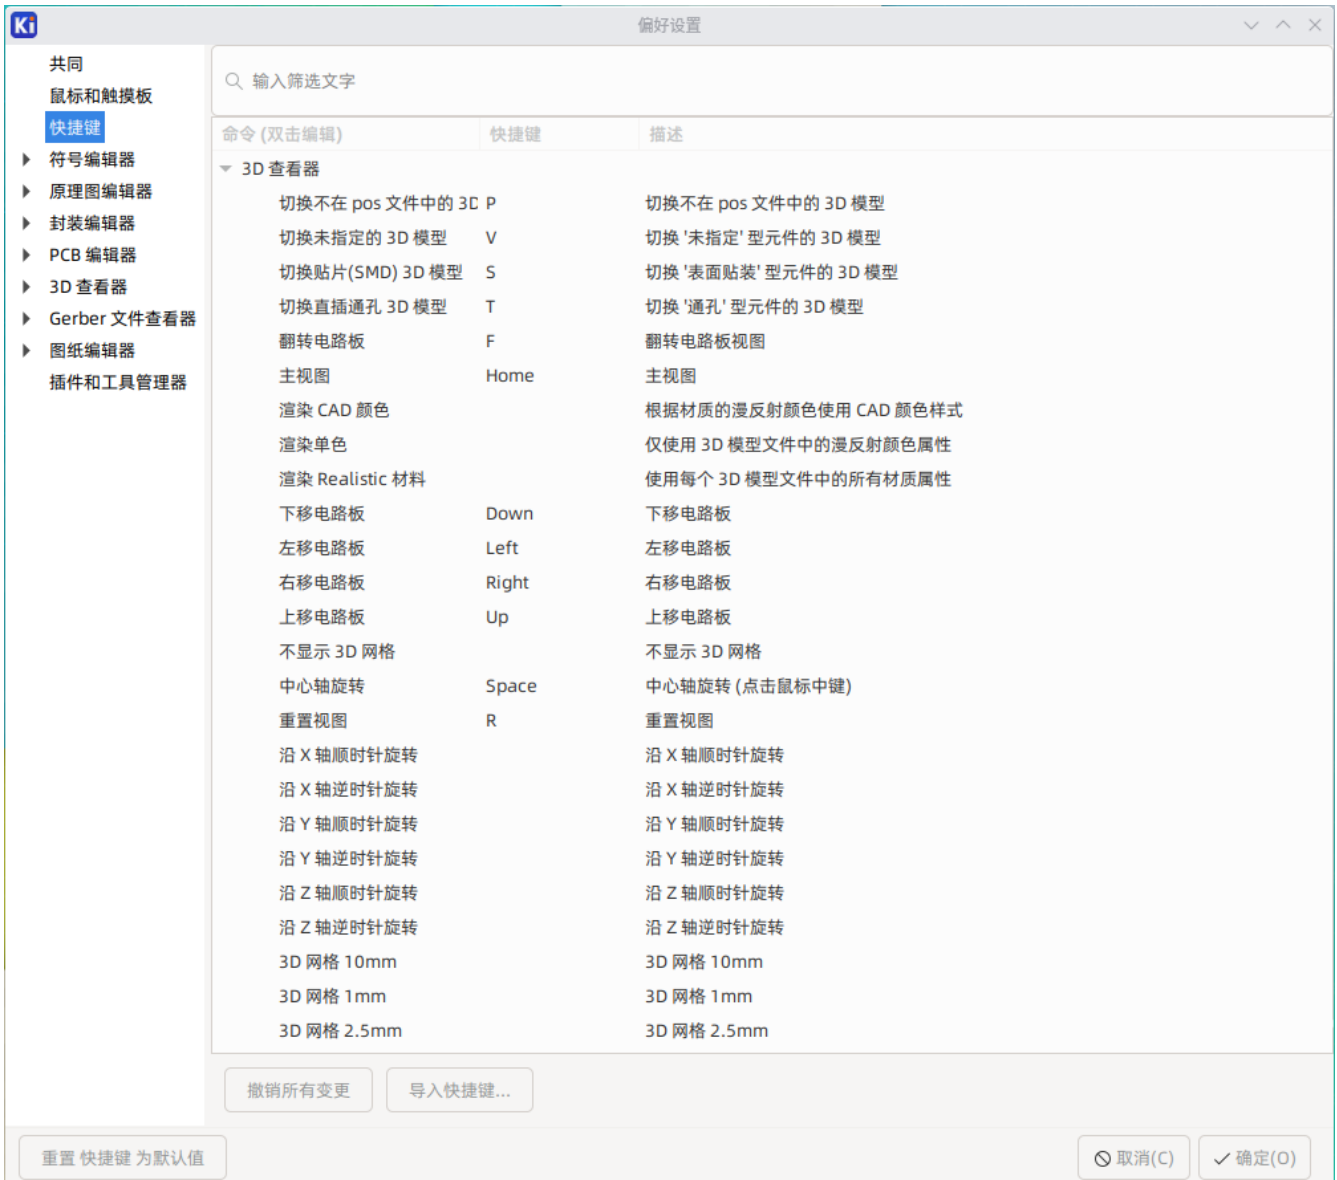 Ki 偏好设置
共同
鼠标和触摸板
快捷键
符号编辑器
原理图编辑器
封装编辑器
PCB 编辑器
3D 查看器
Gerber 文件查看器
图纸编辑器
插件和工具管理器
输入筛选文字
命令 (双击编辑) 快捷键 描述
3D 查看器
切换不在 pos 文件中的 3D P 切换不在 pos 文件中的 3D 模型
切换未指定的 3D 模型 V 切换 '未指定' 型元件的 3D 模型
切换贴片(SMD) 3D 模型 S 切换 '表面贴装' 型元件的 3D 模型
切换直插通孔 3D 模型 T 切换 '通孔' 型元件的 3D 模型
翻转电路板 F 翻转电路板视图
主视图 Home 主视图
渲染 CAD 颜色 根据材质的漫反射颜色使用 CAD 颜色样式
渲染单色 仅使用 3D 模型文件中的漫反射颜色属性
渲染 Realistic 材料 使用每个 3D 模型文件中的所有材质属性
下移电路板 Down 下移电路板
左移电路板 Left 左移电路板
右移电路板 Right 右移电路板
上移电路板 Up 上移电路板
不显示 3D 网格 不显示 3D 网格
中心轴旋转 Space 中心轴旋转 (点击鼠标中键)
重置视图 R 重置视图
沿 X 轴顺时针旋转 沿 X 轴顺时针旋转
沿 X 轴逆时针旋转 沿 X 轴逆时针旋转
沿 Y 轴顺时针旋转 沿 Y 轴顺时针旋转
沿 Y 轴逆时针旋转 沿 Y 轴逆时针旋转
沿 Z 轴顺时针旋转 沿 Z 轴顺时针旋转
沿 Z 轴逆时针旋转 沿 Z 轴逆时针旋转
3D 网格 10mm 3D 网格 10mm
3D 网格 1mm 3D 网格 1mm
3D 网格 2.5mm 3D 网格 2.5mm
撤销所有变更 导入快捷键...
重置 快捷键 为默认值 取消(C) 确定(O)